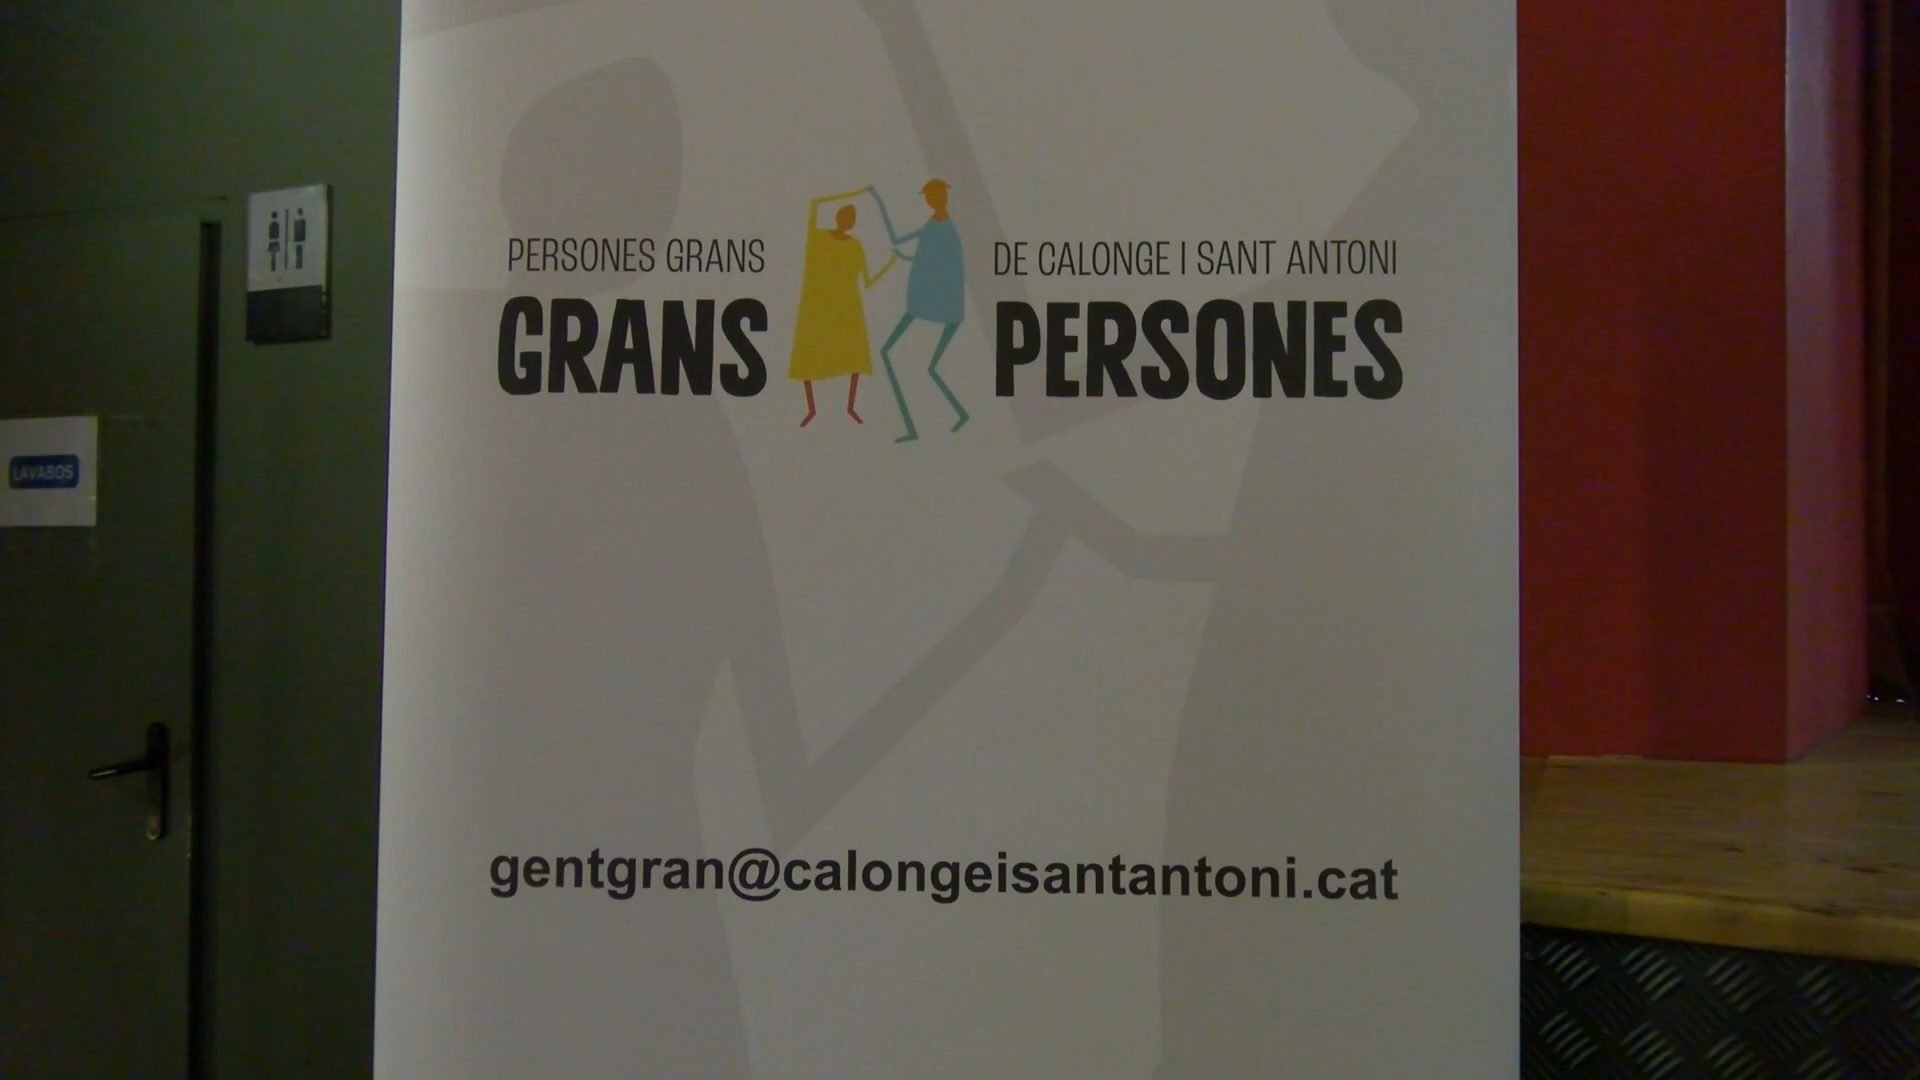 PERSONES GRANS
GRANS
DE CALONGE I SANT ANTONI
PERSONES
gentgran@calongeisantantoni.cat
LAVABOS